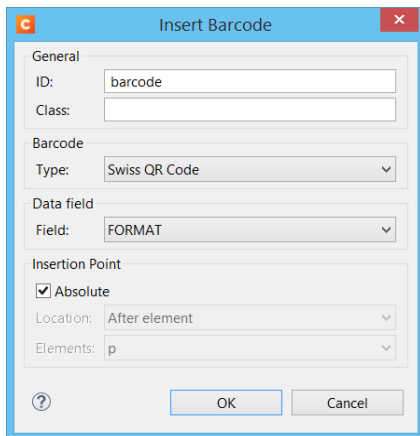 C Insert Barcode x
General
ID: barcode
Class:
Barcode
Type: Swiss QR Code
Data field
Field: FORMAT
Insertion Point
Absolute
Location: After element
Elements: p
? OK Cancel